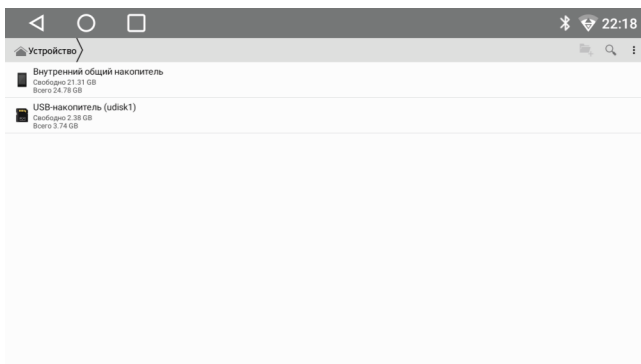 22:18
Устройство
Внутренний общий накопитель
Свободно 21.31 GB
Всего 24.78 GB
USB-накопитель (udisk1)
Свободно 2.38 GB
Всего 3.74 GB